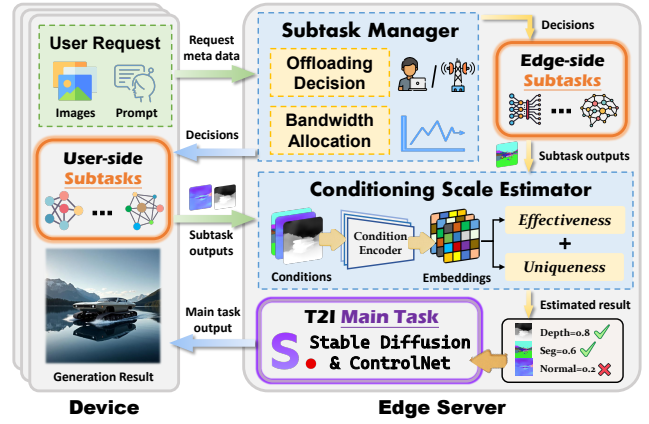 User Request
Images
Prompt
Request
meta data
Subtask Manager
Offloading
Decision
/
Bandwidth
Allocation
Decisions
Edge-side
Subtasks
...
Decisions
User-side
Subtasks
...
Subtask outputs
Subtask
outputs
Conditioning Scale Estimator
Conditions
Condition
Encoder
Embeddings
Effectiveness
+
Uniqueness
Estimated result
Depth=0.8
Seg=0.6
Normal=0.2
T2I Main Task
S.
Stable Diffusion
& ControlNet
Main task
output
Generation Result
Device
Edge Server